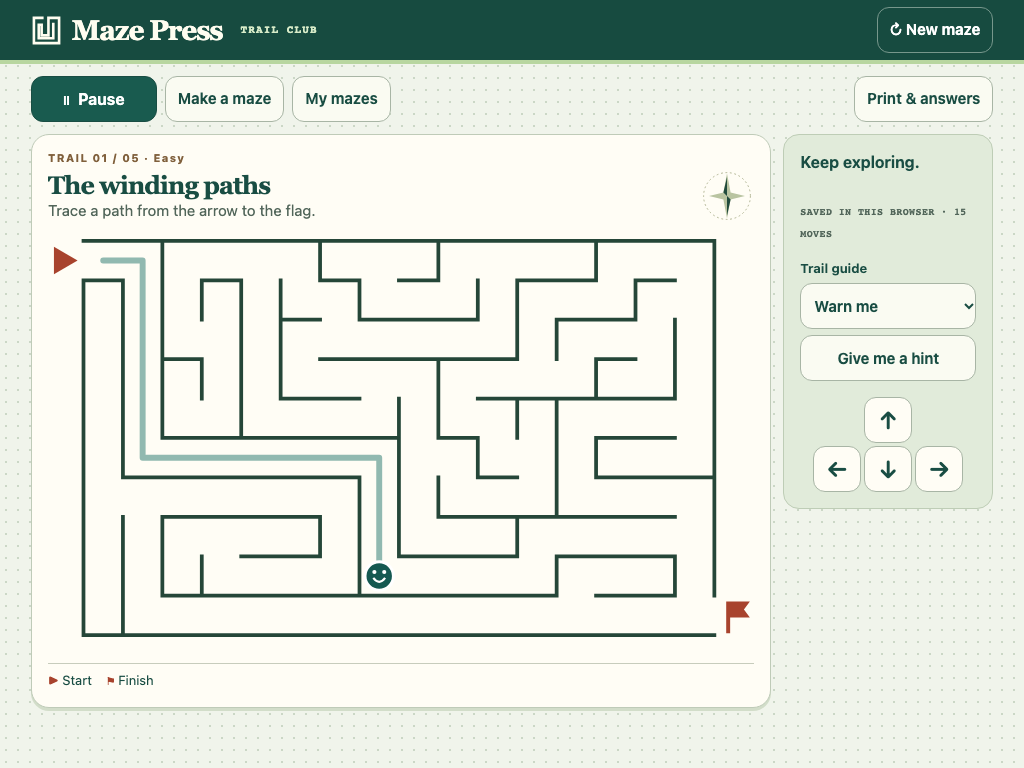 Maze Press TRAIL CLUB
↻ New maze
Pause
Make a maze
My mazes
Print & answers
TRAIL 01 / 05 · Easy
The winding paths
Trace a path from the arrow to the flag.
Start
Finish
Keep exploring.
SAVED IN THIS BROWSER · 15
MOVES
Trail guide
Warn me
Give me a hint
↑
← ↓ →